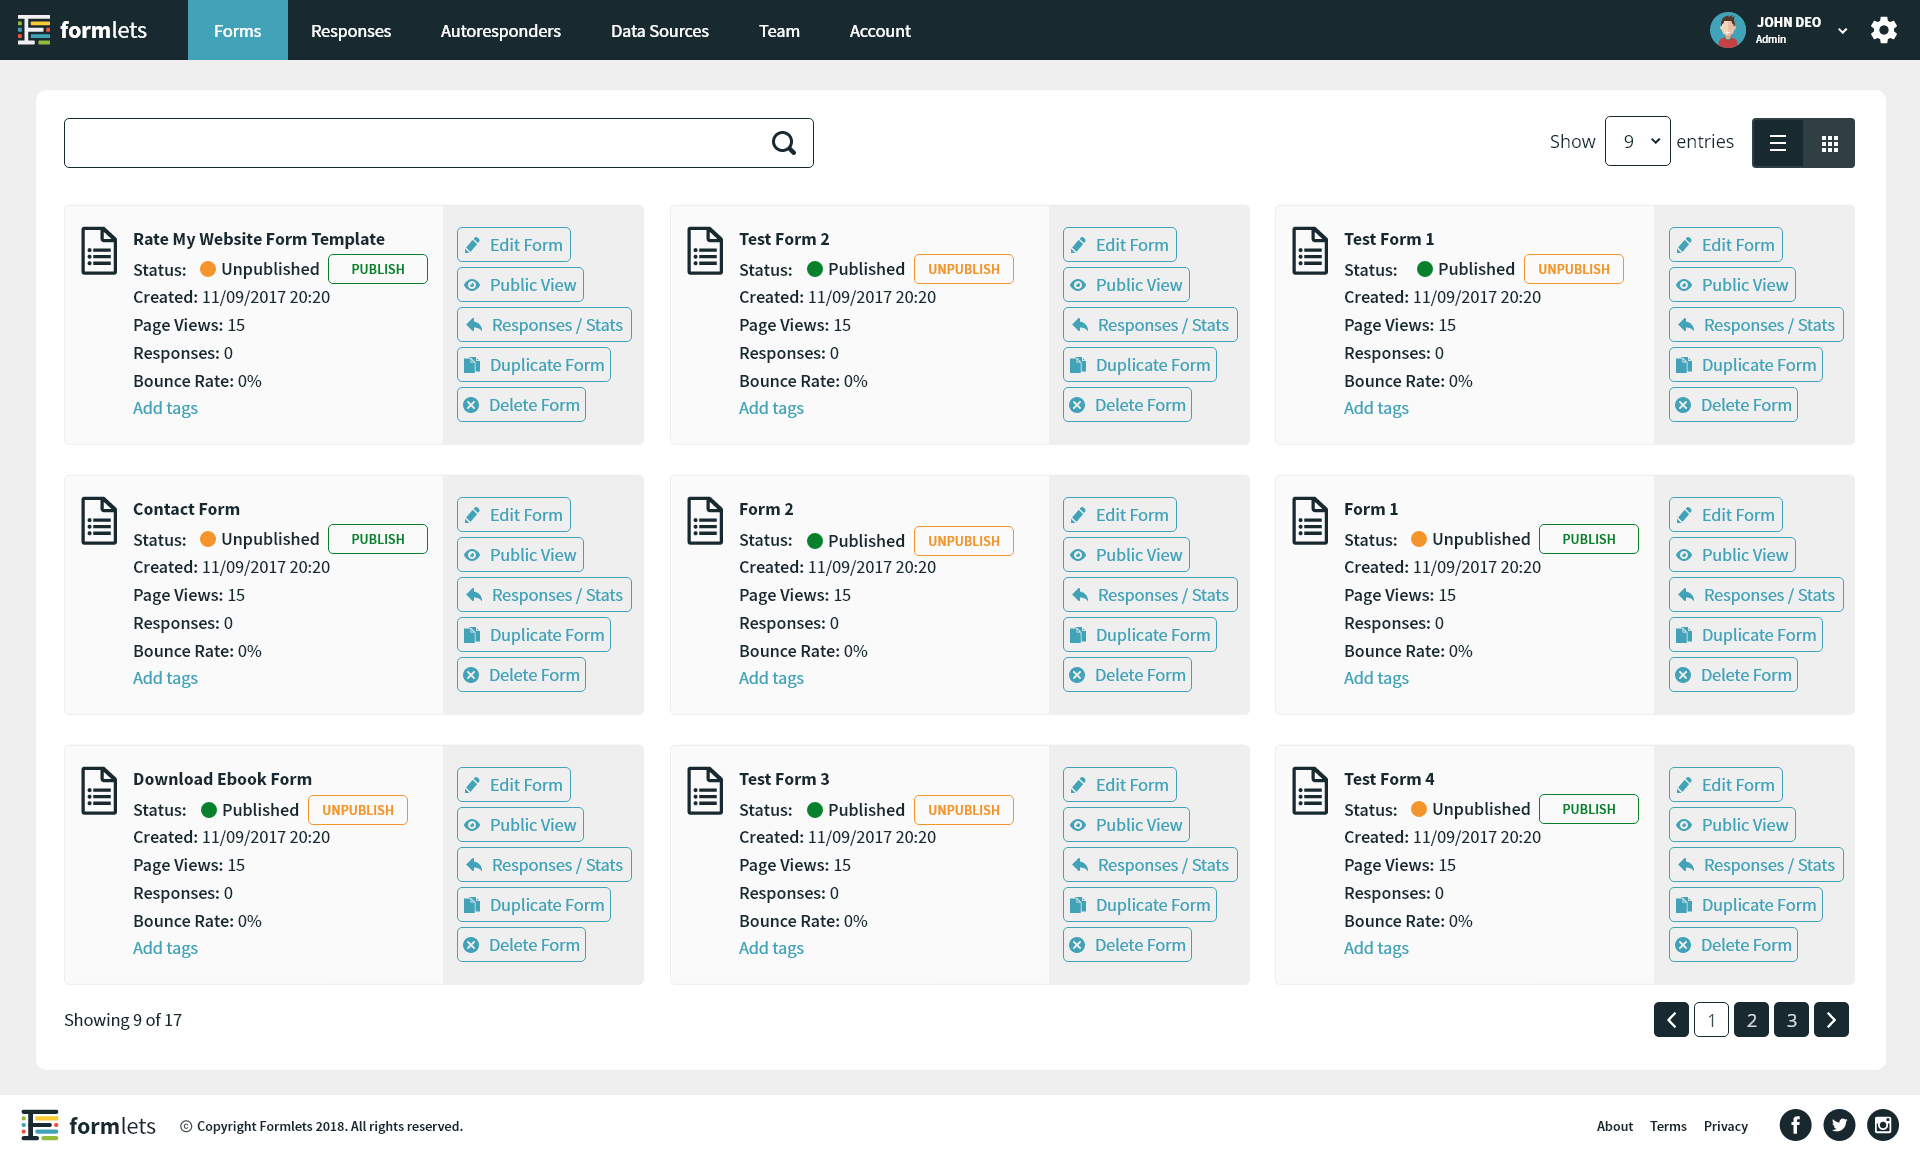 formlets Forms Responses Autoresponders Data Sources Team Account JOHN DEO
Admin
Show 9 entries
Rate My Website Form Template
Status: Unpublished PUBLISH
Created: 11/09/2017 20:20
Page Views: 15
Responses: 0
Bounce Rate: 0%
Add tags
Edit Form
Public View
Responses / Stats
Duplicate Form
Delete Form
Test Form 2
Status: Published UNPUBLISH
Created: 11/09/2017 20:20
Page Views: 15
Responses: 0
Bounce Rate: 0%
Add tags
Edit Form
Public View
Responses / Stats
Duplicate Form
Delete Form
Test Form 1
Status: Published UNPUBLISH
Created: 11/09/2017 20:20
Page Views: 15
Responses: 0
Bounce Rate: 0%
Add tags
Edit Form
Public View
Responses / Stats
Duplicate Form
Delete Form
Contact Form
Status: Unpublished PUBLISH
Created: 11/09/2017 20:20
Page Views: 15
Responses: 0
Bounce Rate: 0%
Add tags
Edit Form
Public View
Responses / Stats
Duplicate Form
Delete Form
Form 2
Status: Published UNPUBLISH
Created: 11/09/2017 20:20
Page Views: 15
Responses: 0
Bounce Rate: 0%
Add tags
Edit Form
Public View
Responses / Stats
Duplicate Form
Delete Form
Form 1
Status: Unpublished PUBLISH
Created: 11/09/2017 20:20
Page Views: 15
Responses: 0
Bounce Rate: 0%
Add tags
Edit Form
Public View
Responses / Stats
Duplicate Form
Delete Form
Download Ebook Form
Status: Published UNPUBLISH
Created: 11/09/2017 20:20
Page Views: 15
Responses: 0
Bounce Rate: 0%
Add tags
Edit Form
Public View
Responses / Stats
Duplicate Form
Delete Form
Test Form 3
Status: Published UNPUBLISH
Created: 11/09/2017 20:20
Page Views: 15
Responses: 0
Bounce Rate: 0%
Add tags
Edit Form
Public View
Responses / Stats
Duplicate Form
Delete Form
Test Form 4
Status: Unpublished PUBLISH
Created: 11/09/2017 20:20
Page Views: 15
Responses: 0
Bounce Rate: 0%
Add tags
Edit Form
Public View
Responses / Stats
Duplicate Form
Delete Form
Showing 9 of 17 1 2 3
formlets © Copyright Formlets 2018. All rights reserved. About Terms Privacy